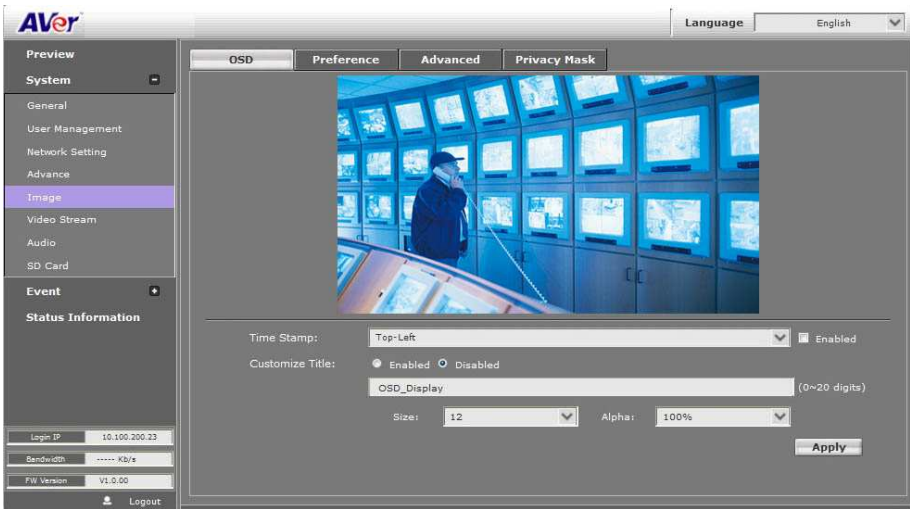 AVer
Language English
Preview
System
General
User Management
Network Setting
Advance
Image
Video Stream
Audio
SD Card
Event
Status Information
Login IP 10.100.200.23
Bandwidth ----- Kb/s
FW Version V1.0.00
Logout
OSD Preference Advanced Privacy Mask
Time Stamp: Top-Left Enabled
Customize Title: Enabled Disabled
OSD_Display (0~20 digits)
Size: 12 Alpha: 100%
Apply